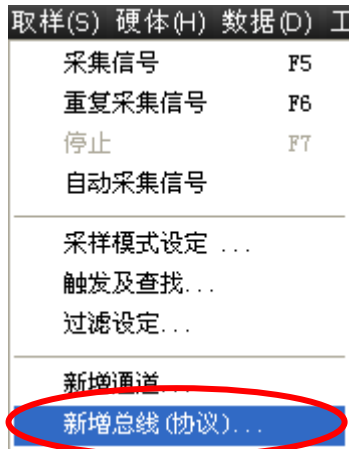 取样(S) 硬体(H) 数据(D) 工
采集信号 F5
重复采集信号 F6
停止 F7
自动采集信号
采样模式设定 ...
触发及查找...
过滤设定...
新增通道...
新增总线(协议)...